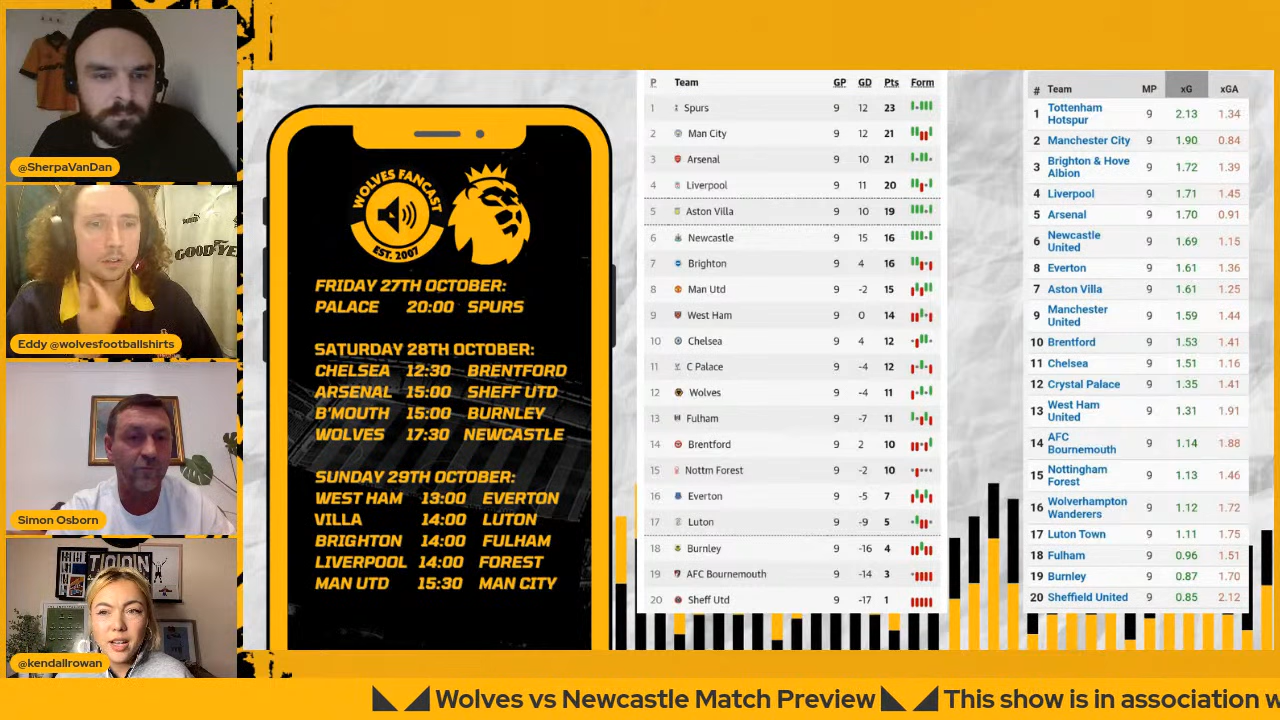 @SherpaVanDan
GOODYEAR
Eddy @wolvesfootballshirts
Simon Osborn
TOON
@kendallrowan
WOLVES FANCAST
EST. 2007
FRIDAY 27TH OCTOBER:
PALACE 20:00 SPURS
SATURDAY 28TH OCTOBER:
CHELSEA 12:30 BRENTFORD
ARSENAL 15:00 SHEFF UTD
B'MOUTH 15:00 BURNLEY
WOLVES 17:30 NEWCASTLE
SUNDAY 29TH OCTOBER:
WEST HAM 13:00 EVERTON
VILLA 14:00 LUTON
BRIGHTON 14:00 FULHAM
LIVERPOOL 14:00 FOREST
MAN UTD 15:30 MAN CITY
P Team GP GD Pts Form
1 Spurs 9 12 23
2 Man City 9 12 21
3 Arsenal 9 10 21
4 Liverpool 9 11 20
5 Aston Villa 9 10 19
6 Newcastle 9 15 16
7 Brighton 9 4 16
8 Man Utd 9 -2 15
9 West Ham 9 0 14
10 Chelsea 9 4 12
11 C Palace 9 -4 12
12 Wolves 9 -4 11
13 Fulham 9 -7 11
14 Brentford 9 2 10
15 Nottm Forest 9 -2 10
16 Everton 9 -5 7
17 Luton 9 -9 5
18 Burnley 9 -16 4
19 AFC Bournemouth 9 -14 3
20 Sheff Utd 9 -17 1
# Team MP xG xGA
1 Tottenham Hotspur 9 2.13 1.34
2 Manchester City 9 1.90 0.84
3 Brighton & Hove Albion 9 1.72 1.39
4 Liverpool 9 1.71 1.45
5 Arsenal 9 1.70 0.91
6 Newcastle United 9 1.69 1.15
8 Everton 9 1.61 1.36
7 Aston Villa 9 1.61 1.25
9 Manchester United 9 1.59 1.44
10 Brentford 9 1.53 1.41
11 Chelsea 9 1.51 1.16
12 Crystal Palace 9 1.35 1.41
13 West Ham United 9 1.31 1.91
14 AFC Bournemouth 9 1.14 1.88
15 Nottingham Forest 9 1.13 1.46
16 Wolverhampton Wanderers 9 1.12 1.72
17 Luton Town 9 1.11 1.75
18 Fulham 9 0.96 1.51
19 Burnley 9 0.87 1.70
20 Sheffield United 9 0.85 2.12
Wolves vs Newcastle Match Preview This show is in association w